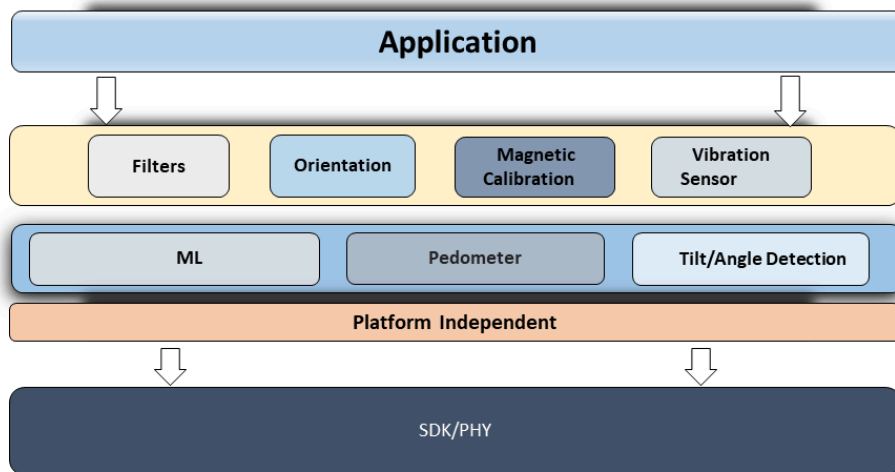 Application
Filters
Orientation
Magnetic
Calibration
Vibration
Sensor
ML
Pedometer
Tilt/Angle Detection
Platform Independent
SDK/PHY